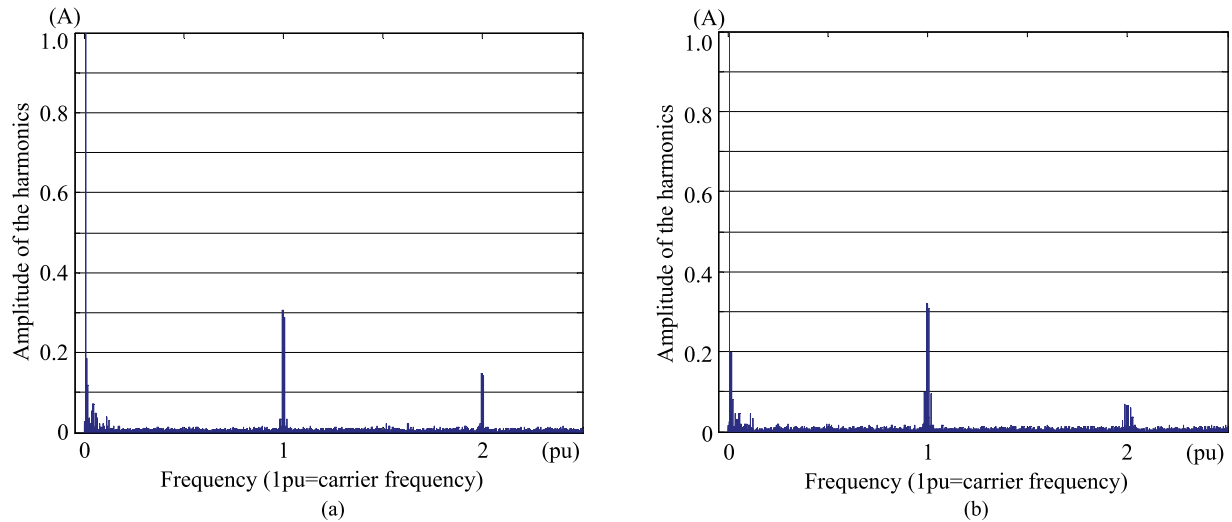 (A)
Amplitude of the harmonics
1.0
0.8
0.6
0.4
0.2
0
0 1 2 (pu)
Frequency (1pu=carrier frequency)
(a)
(A)
Amplitude of the harmonics
1.0
0.8
0.6
0.4
0.2
0
0 1 2 (pu)
Frequency (1pu=carrier frequency)
(b)